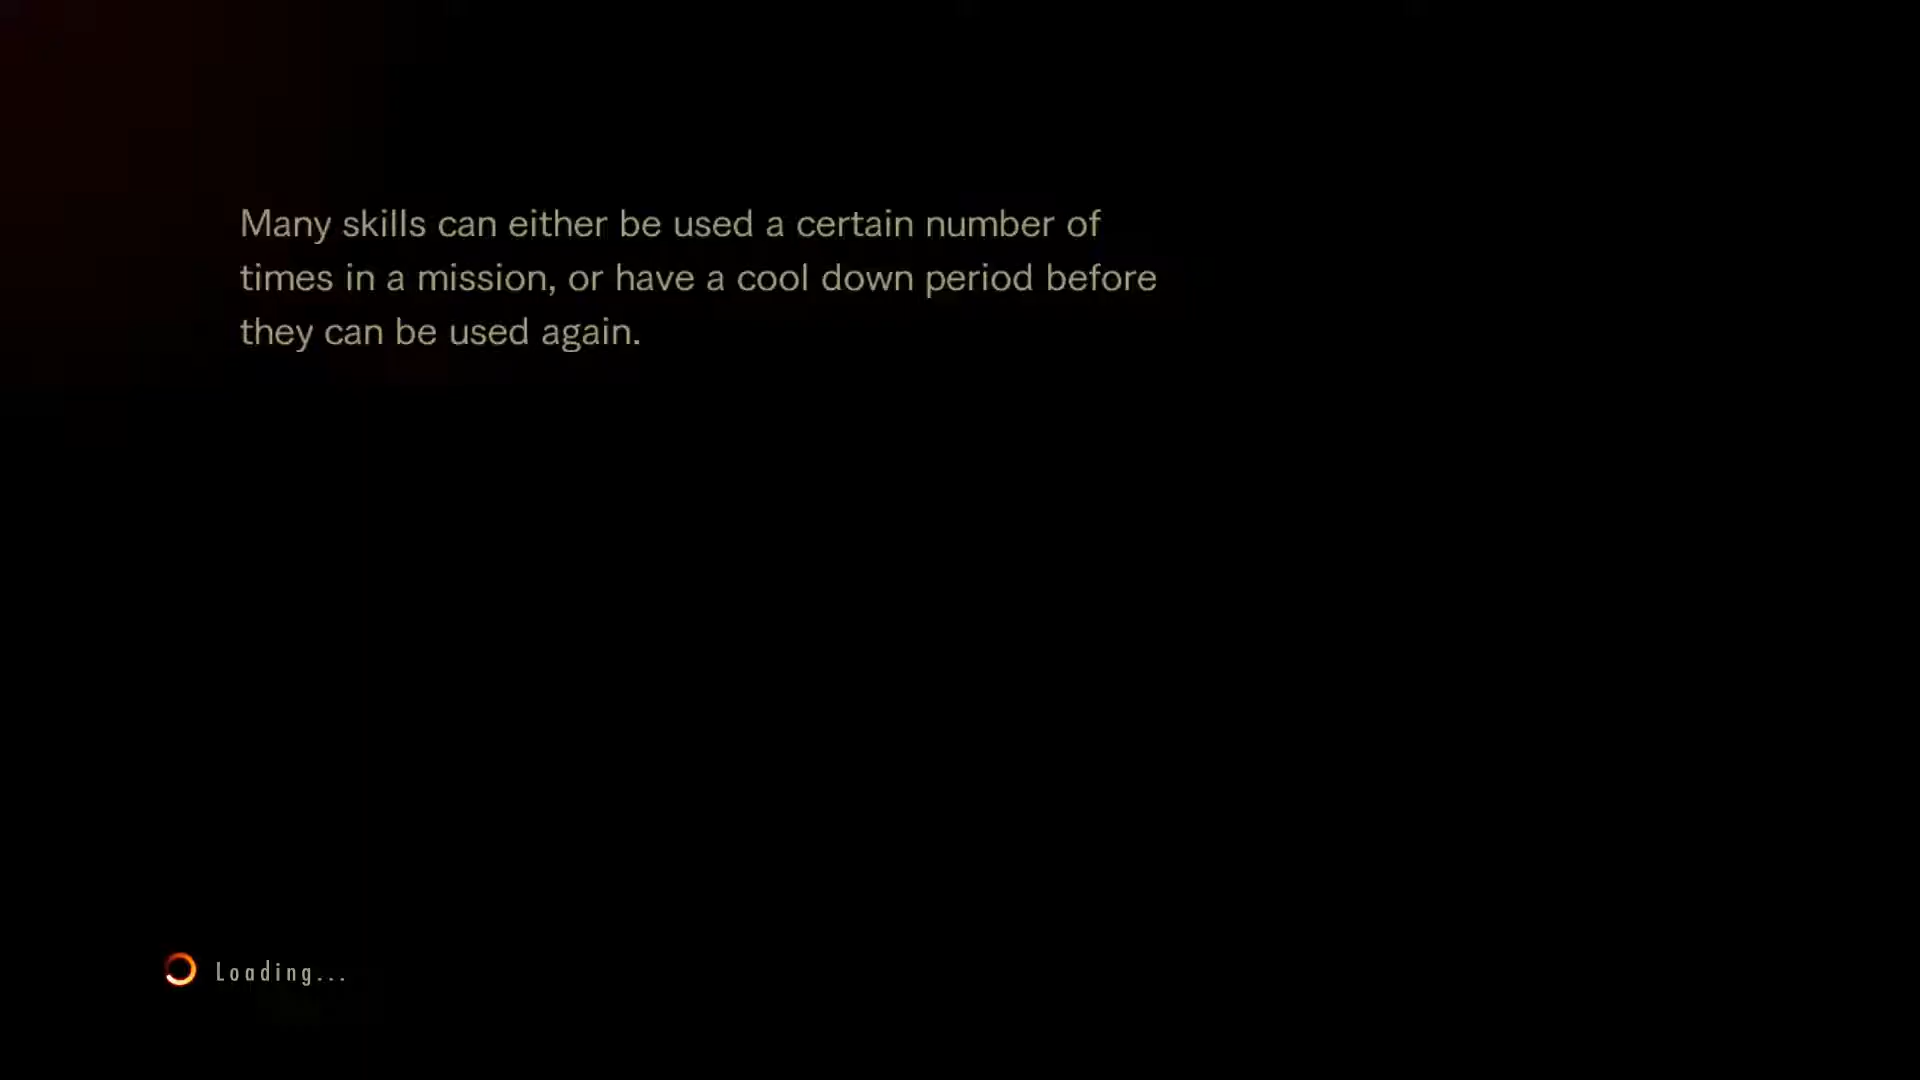 Many skills can either be used a certain number of
times in a mission, or have a cool down period before
they can be used again.
Loading...